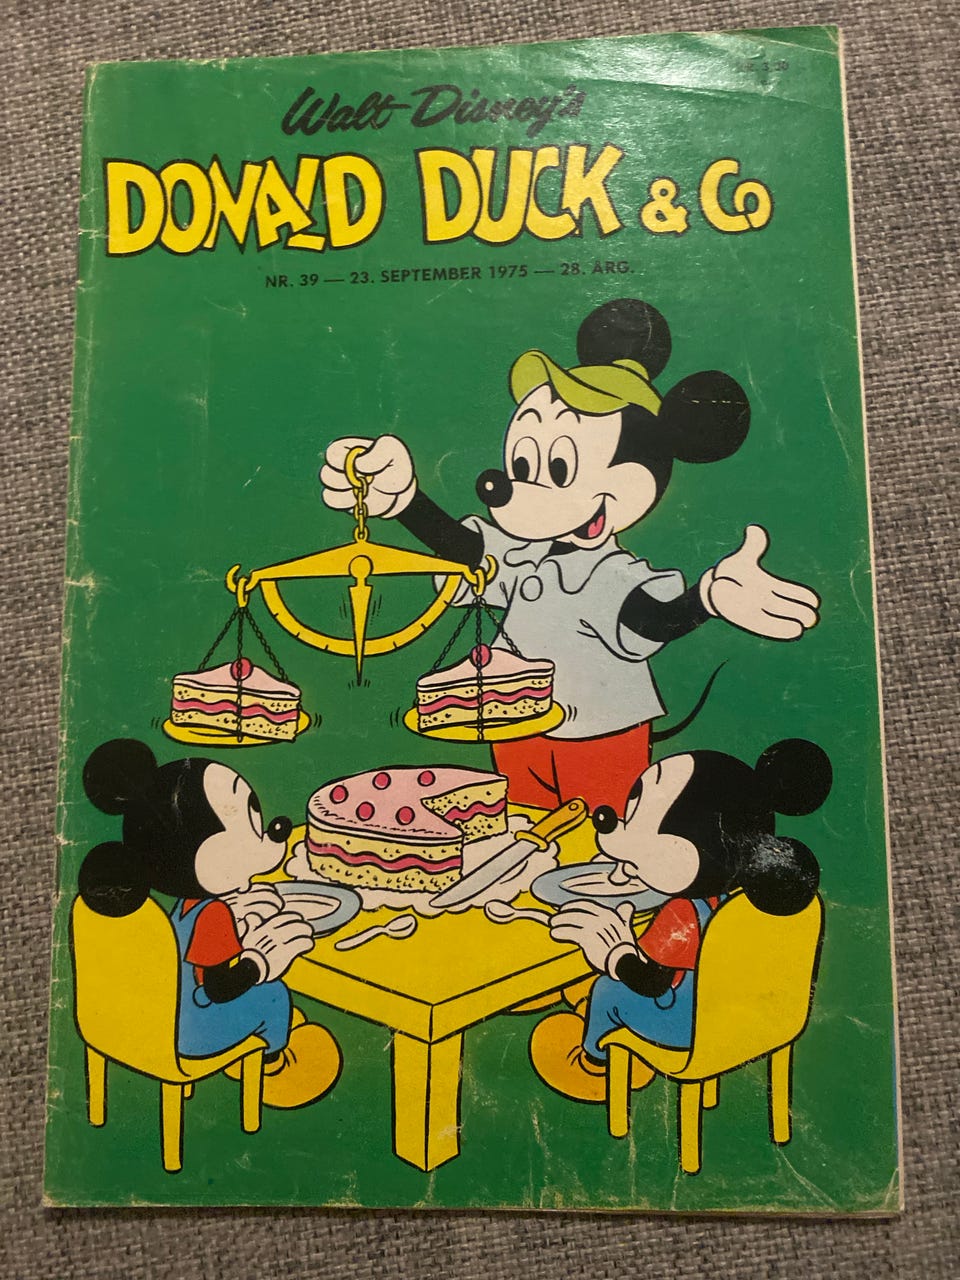 Walt Disney's
DONALD DUCK & Co
NR. 39 — 23. SEPTEMBER 1975 — 28. ÅRG.